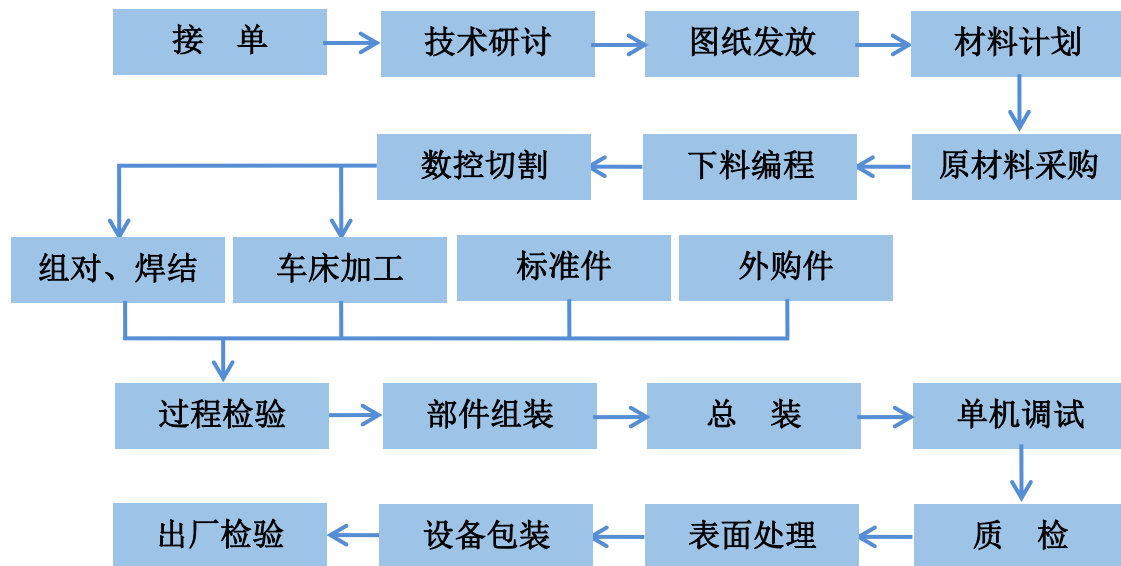 接 单
技术研讨
图纸发放
材料计划
数控切割
下料编程
原材料采购
组对、焊结
车床加工
标准件
外购件
过程检验
部件组装
总 装
单机调试
出厂检验
设备包装
表面处理
质 检